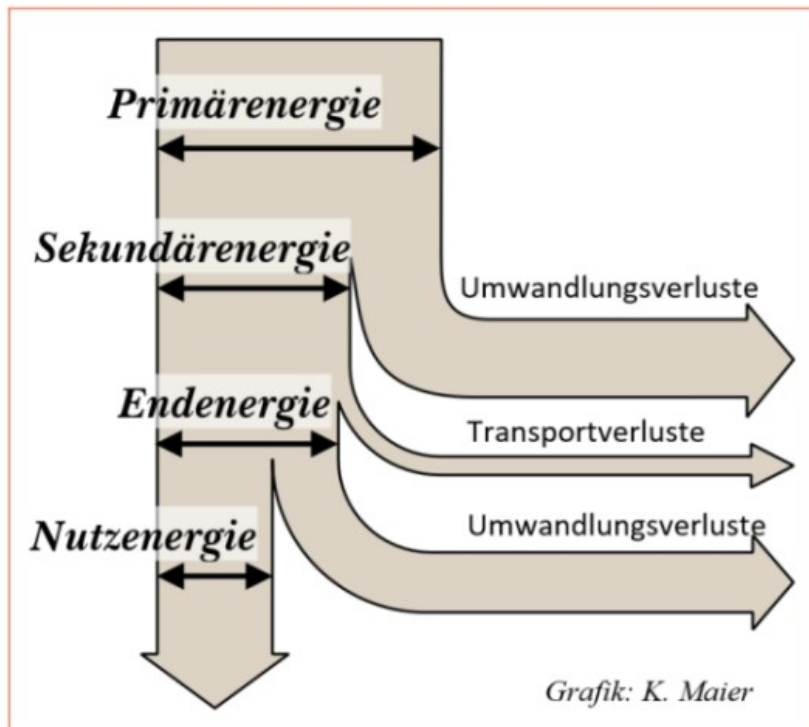 Primärenergie
Sekundärenergie
Umwandlungsverluste
Endenergie
Transportverluste
Nutzenergie
Umwandlungsverluste
Grafik: K. Maier